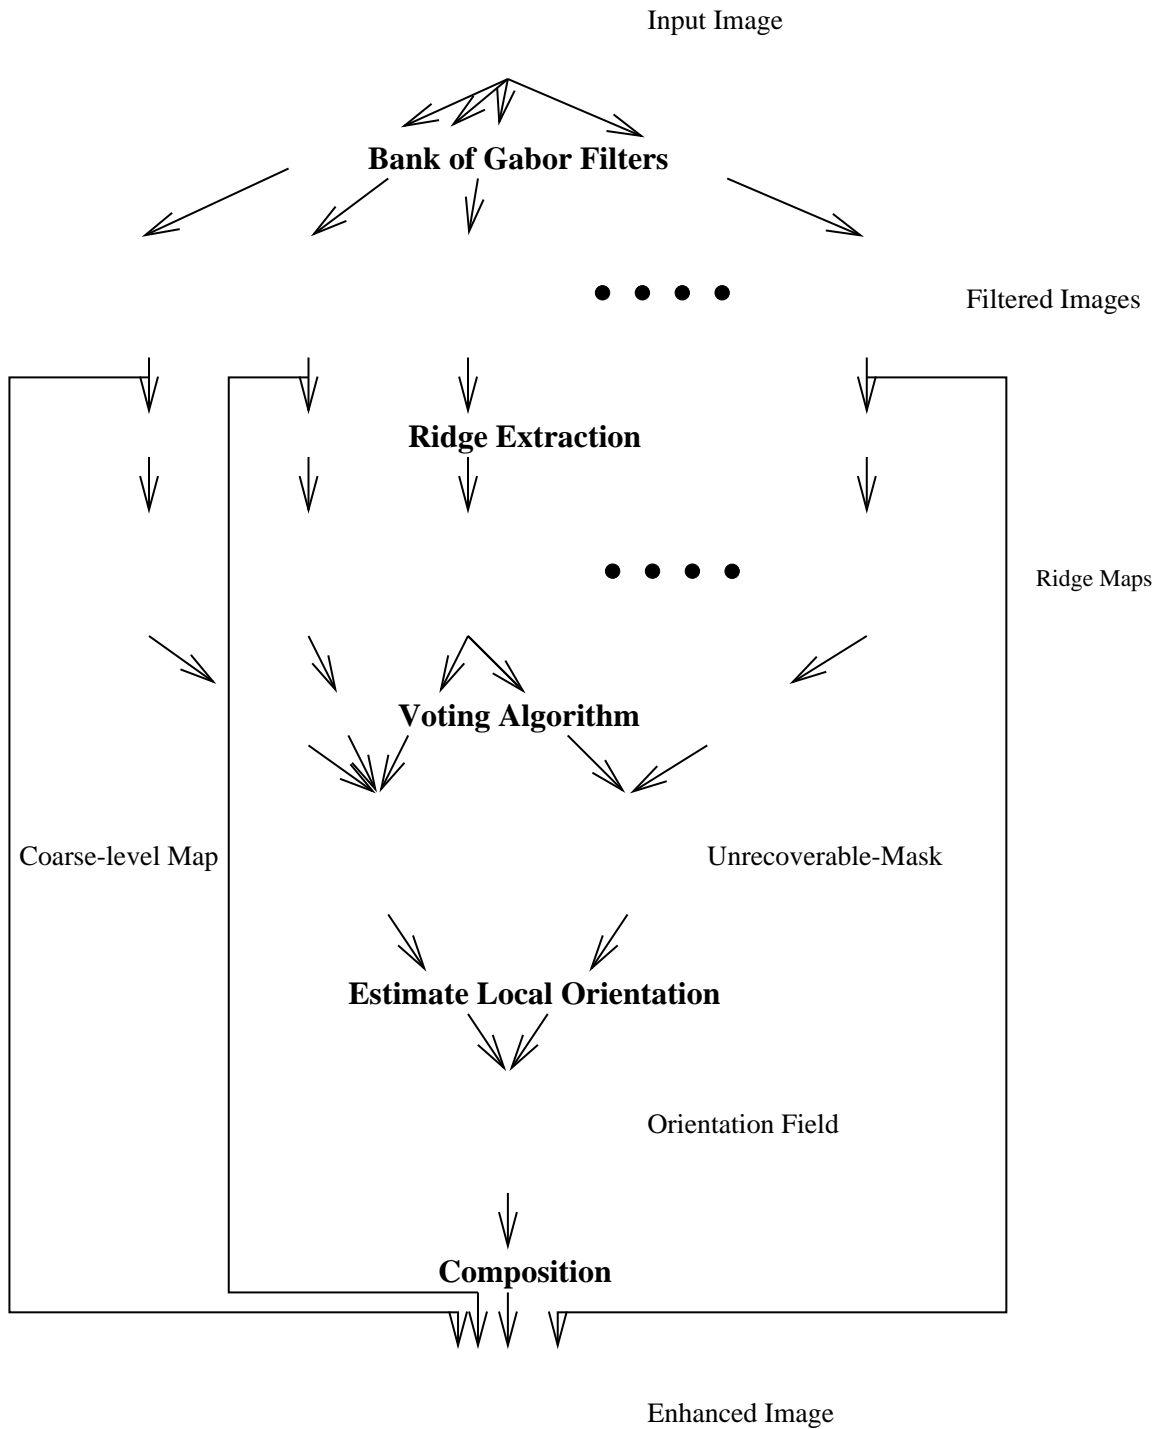 Input Image
Bank of Gabor Filters
Filtered Images
Ridge Extraction
Ridge Maps
Voting Algorithm
Coarse-level Map
Unrecoverable-Mask
Estimate Local Orientation
Orientation Field
Composition
Enhanced Image